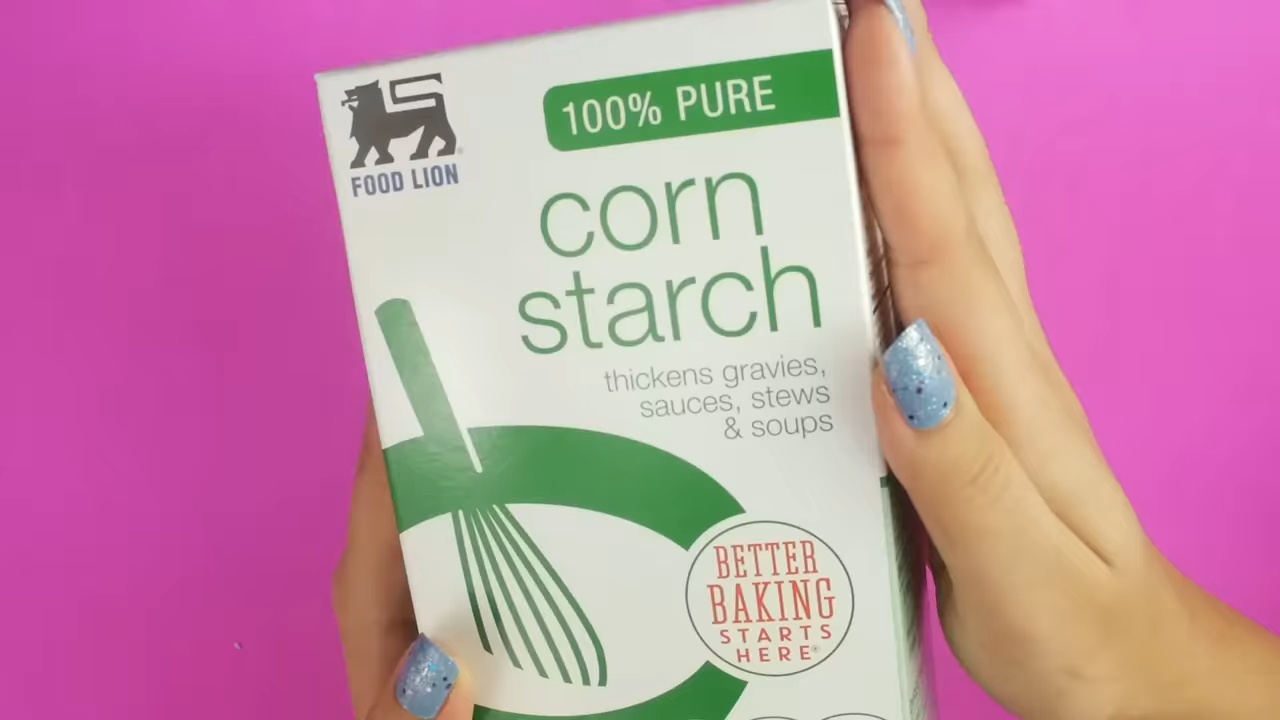 FOOD LION
100% PURE
corn
starch
thickens gravies,
sauces, stews
& soups
BETTER
BAKING
STARTS
HERE®